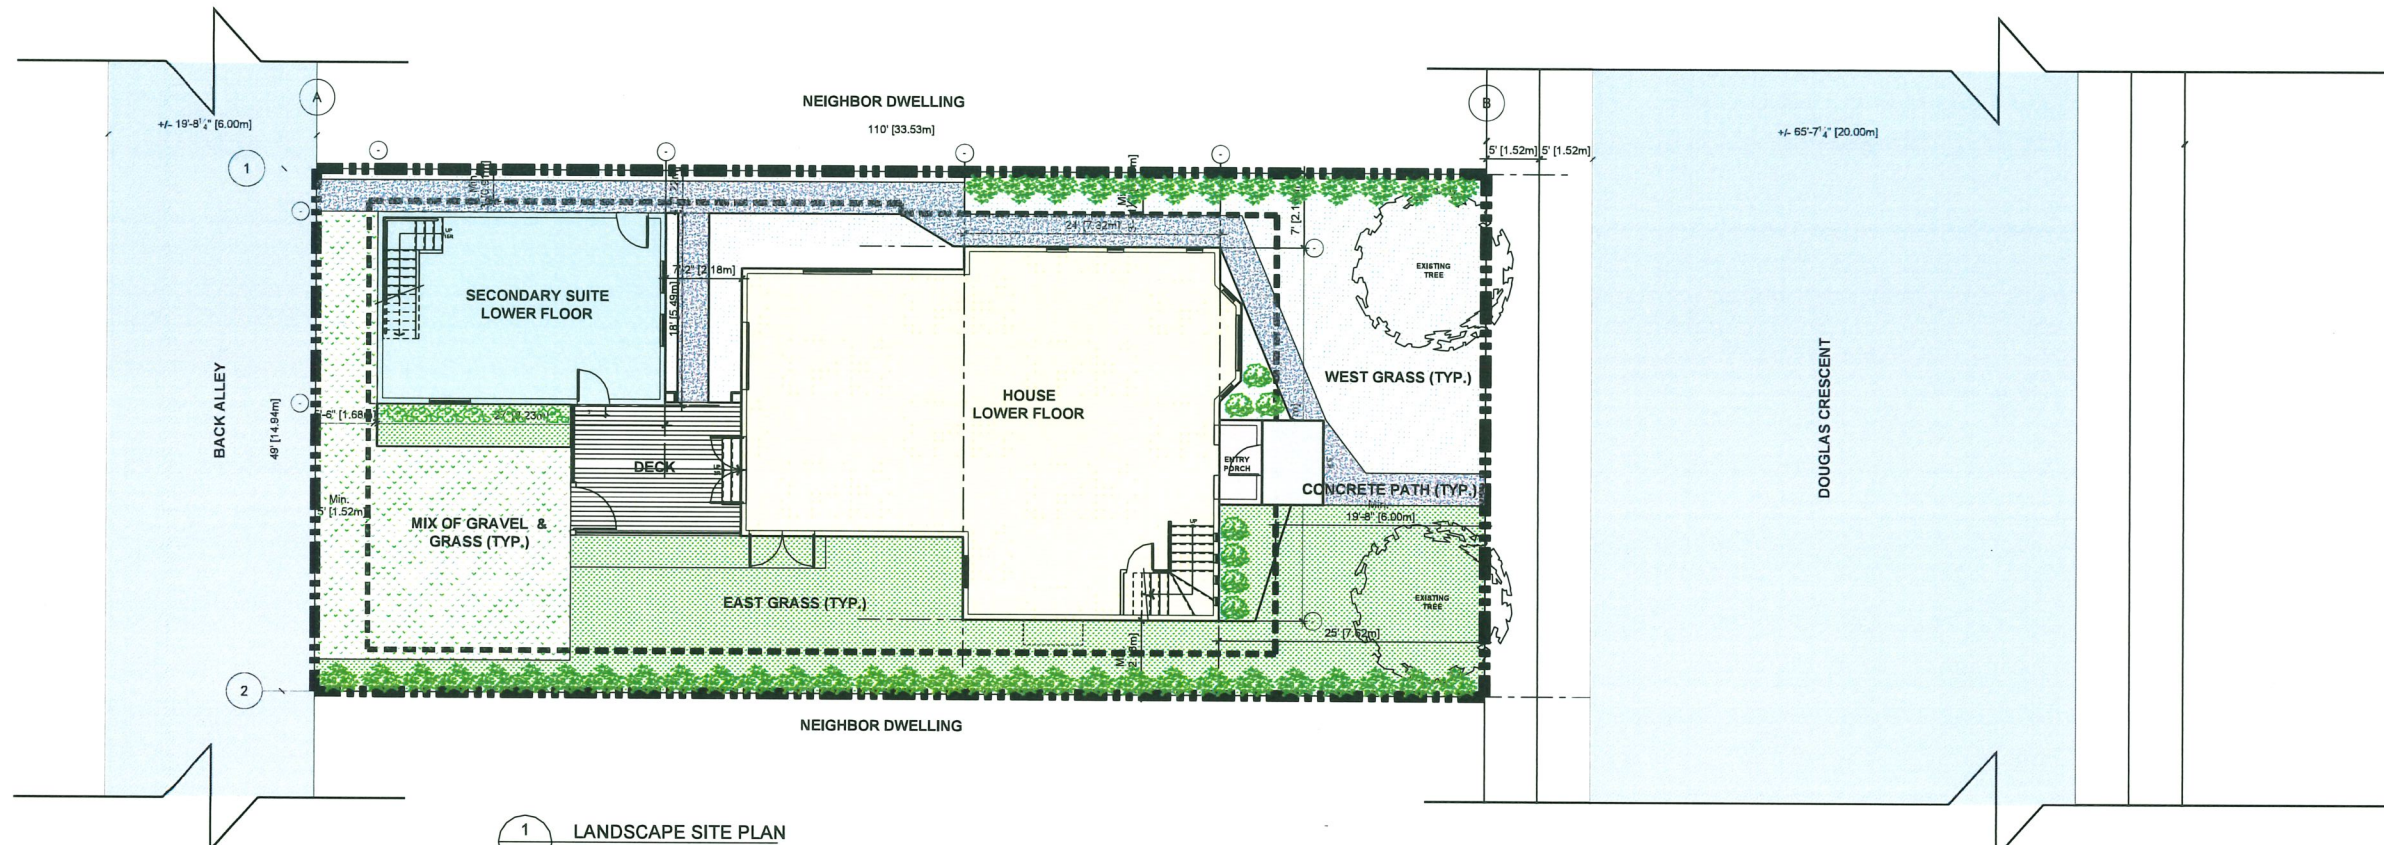 A
B
NEIGHBOR DWELLING
110' [33.53m]
+/- 19'-8¼" [6.00m]
+/- 65'-7¼" [20.00m]
5' [1.52m]
5' [1.52m]
1
24' [7.32m]
EXISTING
TREE
7'-2" [2.18m]
SECONDARY SUITE
LOWER FLOOR
UP
18' [5.49m]
BACK ALLEY
49' [14.94m]
HOUSE
LOWER FLOOR
WEST GRASS (TYP.)
DOUGLAS CRESCENT
DECK
ENTRY
PORCH
CONCRETE PATH (TYP.)
Min.
19'-8" [6.00m]
Min.
5' [1.52m]
MIX OF GRAVEL &
GRASS (TYP.)
EAST GRASS (TYP.)
EXISTING
TREE
25' [7.62m]
2
NEIGHBOR DWELLING
1
LANDSCAPE SITE PLAN